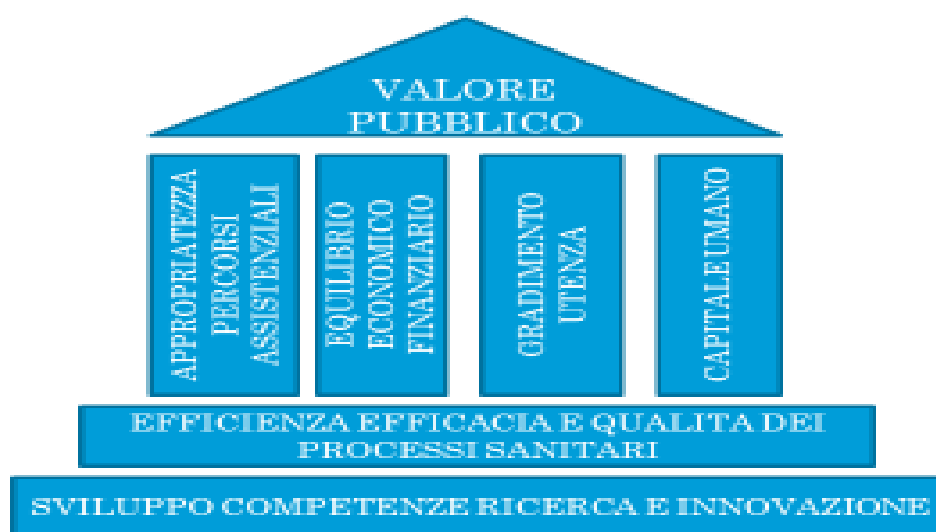 VALORE
PUBBLICO
APPROPRIATEZZA
PERCORSI
ASSISTENZIALI
EQUILIBRIO
ECONOMICO
FINANZIARIO
GRADIMENTO
UTENZA
CAPITALE UMANO
EFFICIENZA EFFICACIA E QUALITA DEI
PROCESSI SANITARI
SVILUPPO COMPETENZE RICERCA E INNOVAZIONE